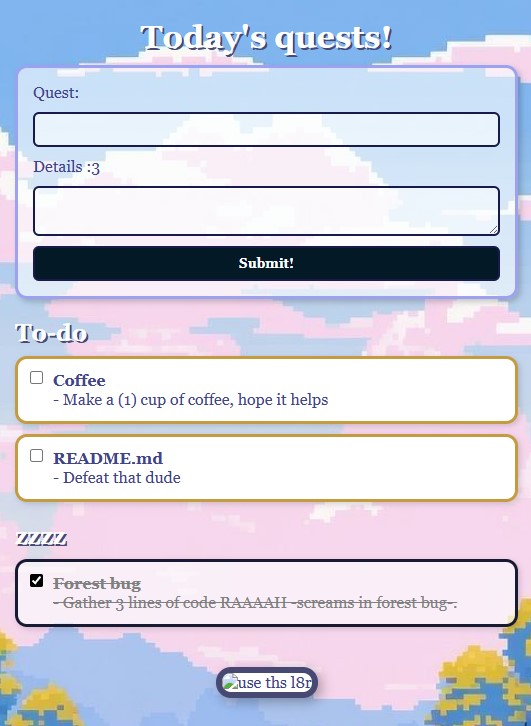 Today's quests!
Quest:
Details :3
Submit!
To-do
Coffee
- Make a (1) cup of coffee, hope it helps
README.md
- Defeat that dude
zzzz
Forest bug
- Gather 3 lines of code RAAAAH -screams in forest bug-.
use ths l8r